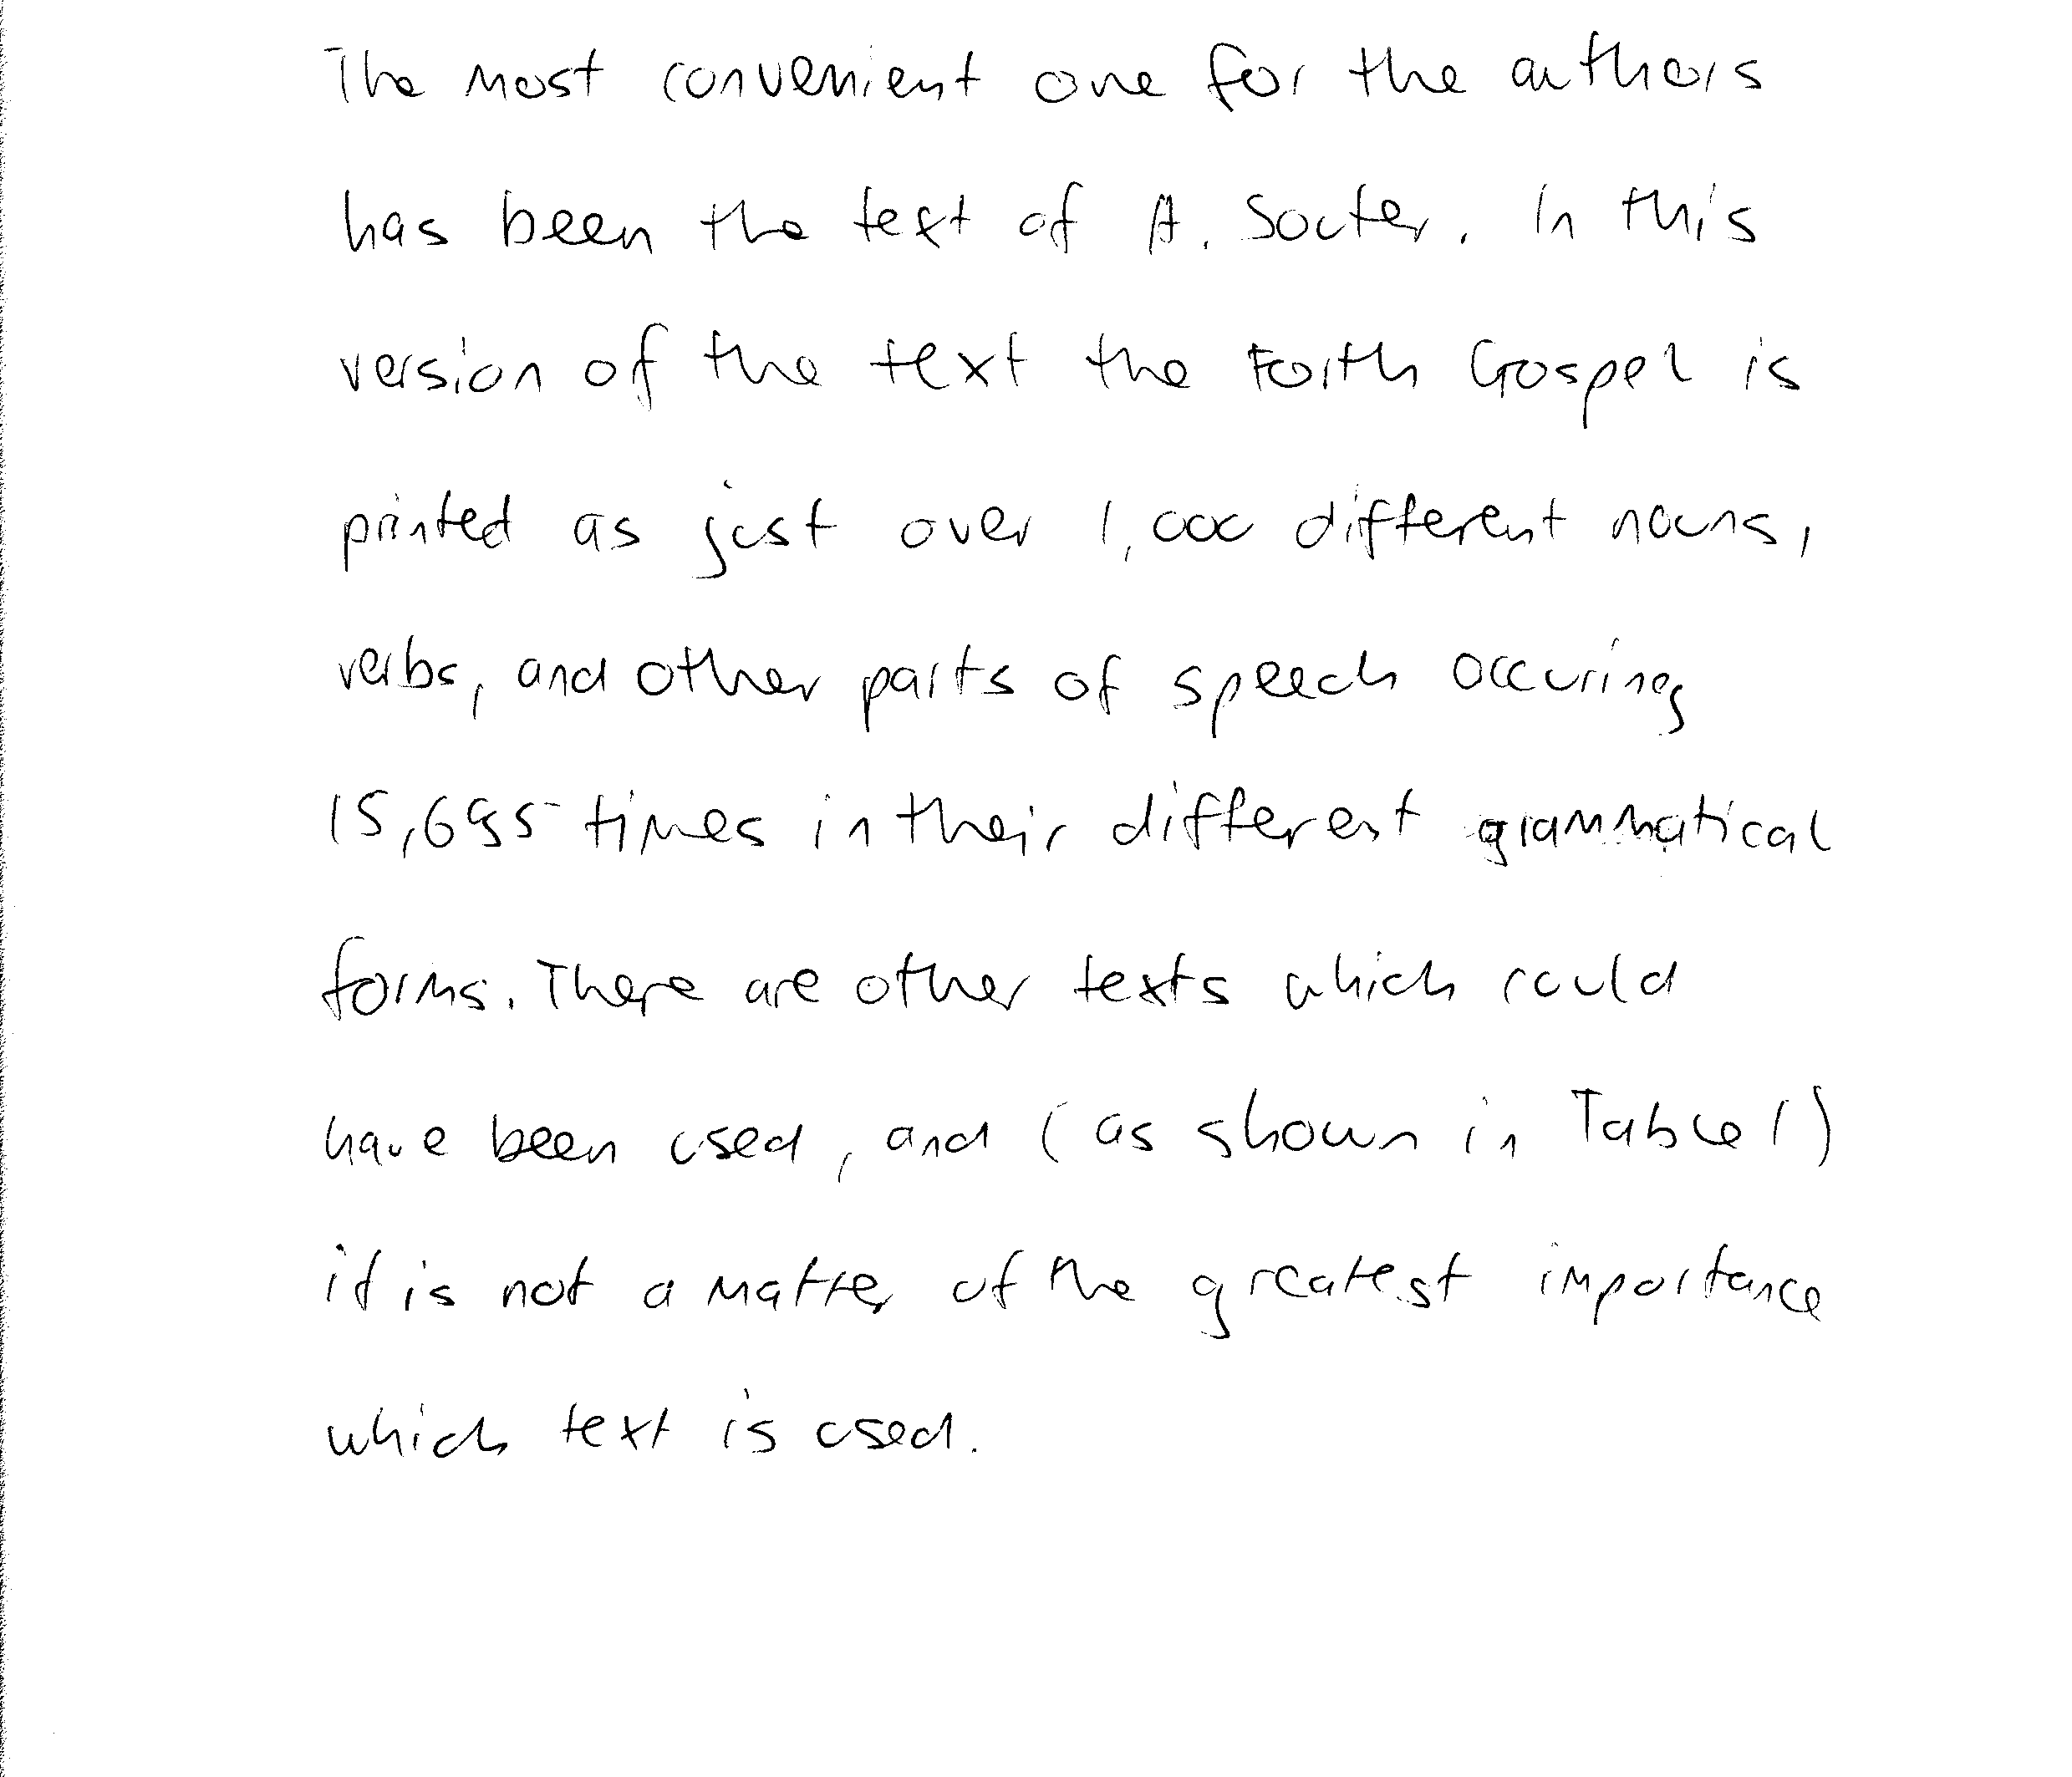 The most convenient one for the authors
has been the text of A. Souter. In this
version of the text the Forth Gospel is
printed as just over 1,000 different nouns,
verbs, and other parts of speech occuring
times in their different grammatical
forms. There are other texts which could
have been used, and (as shown in Table 1)
it is not a matter of the greatest importance
which text is used.